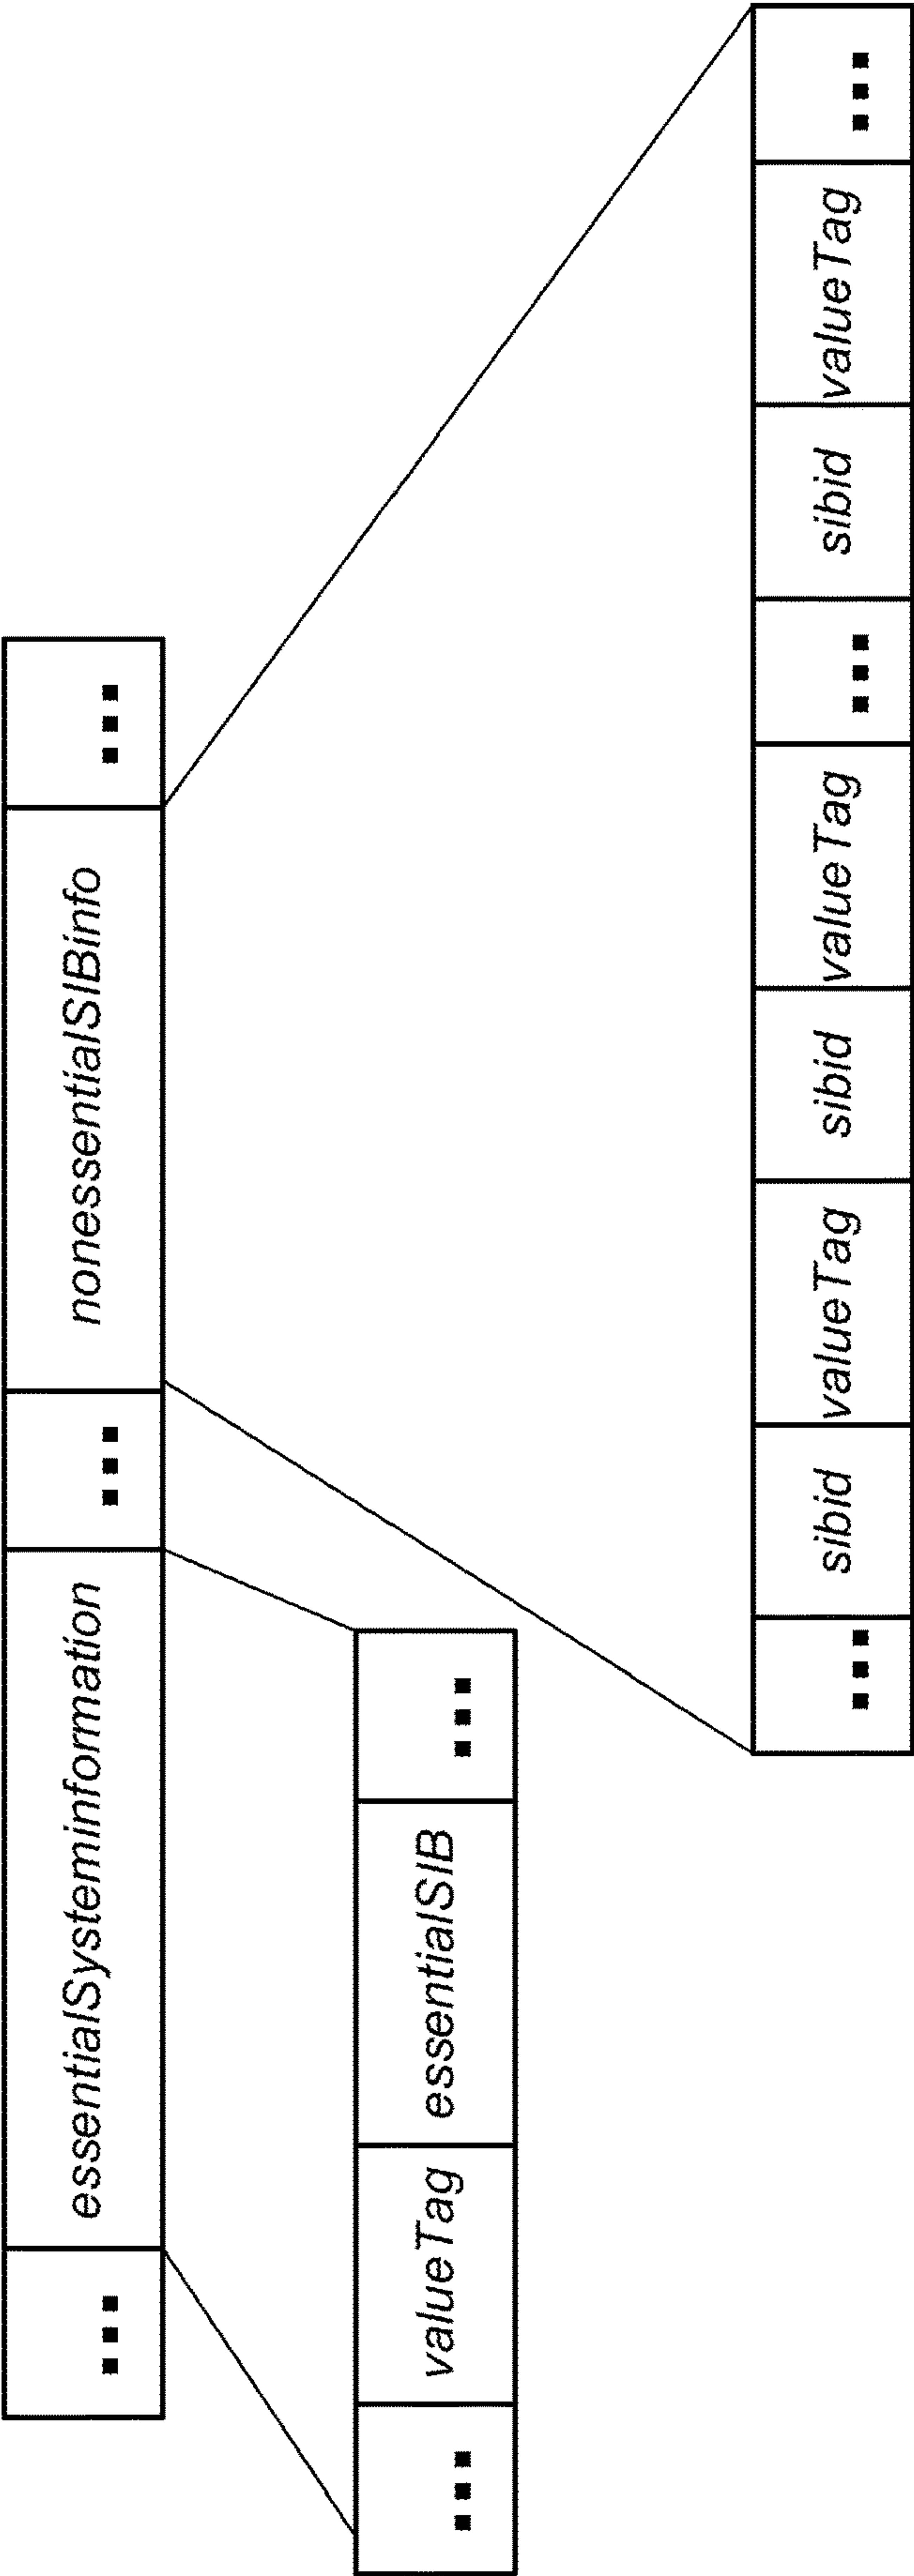 ... essentialSysteminformation ... nonessentialSIBinfo ...
... valueTag essentialSIB ...
... sibid valueTag sibid valueTag ... sibid valueTag ...